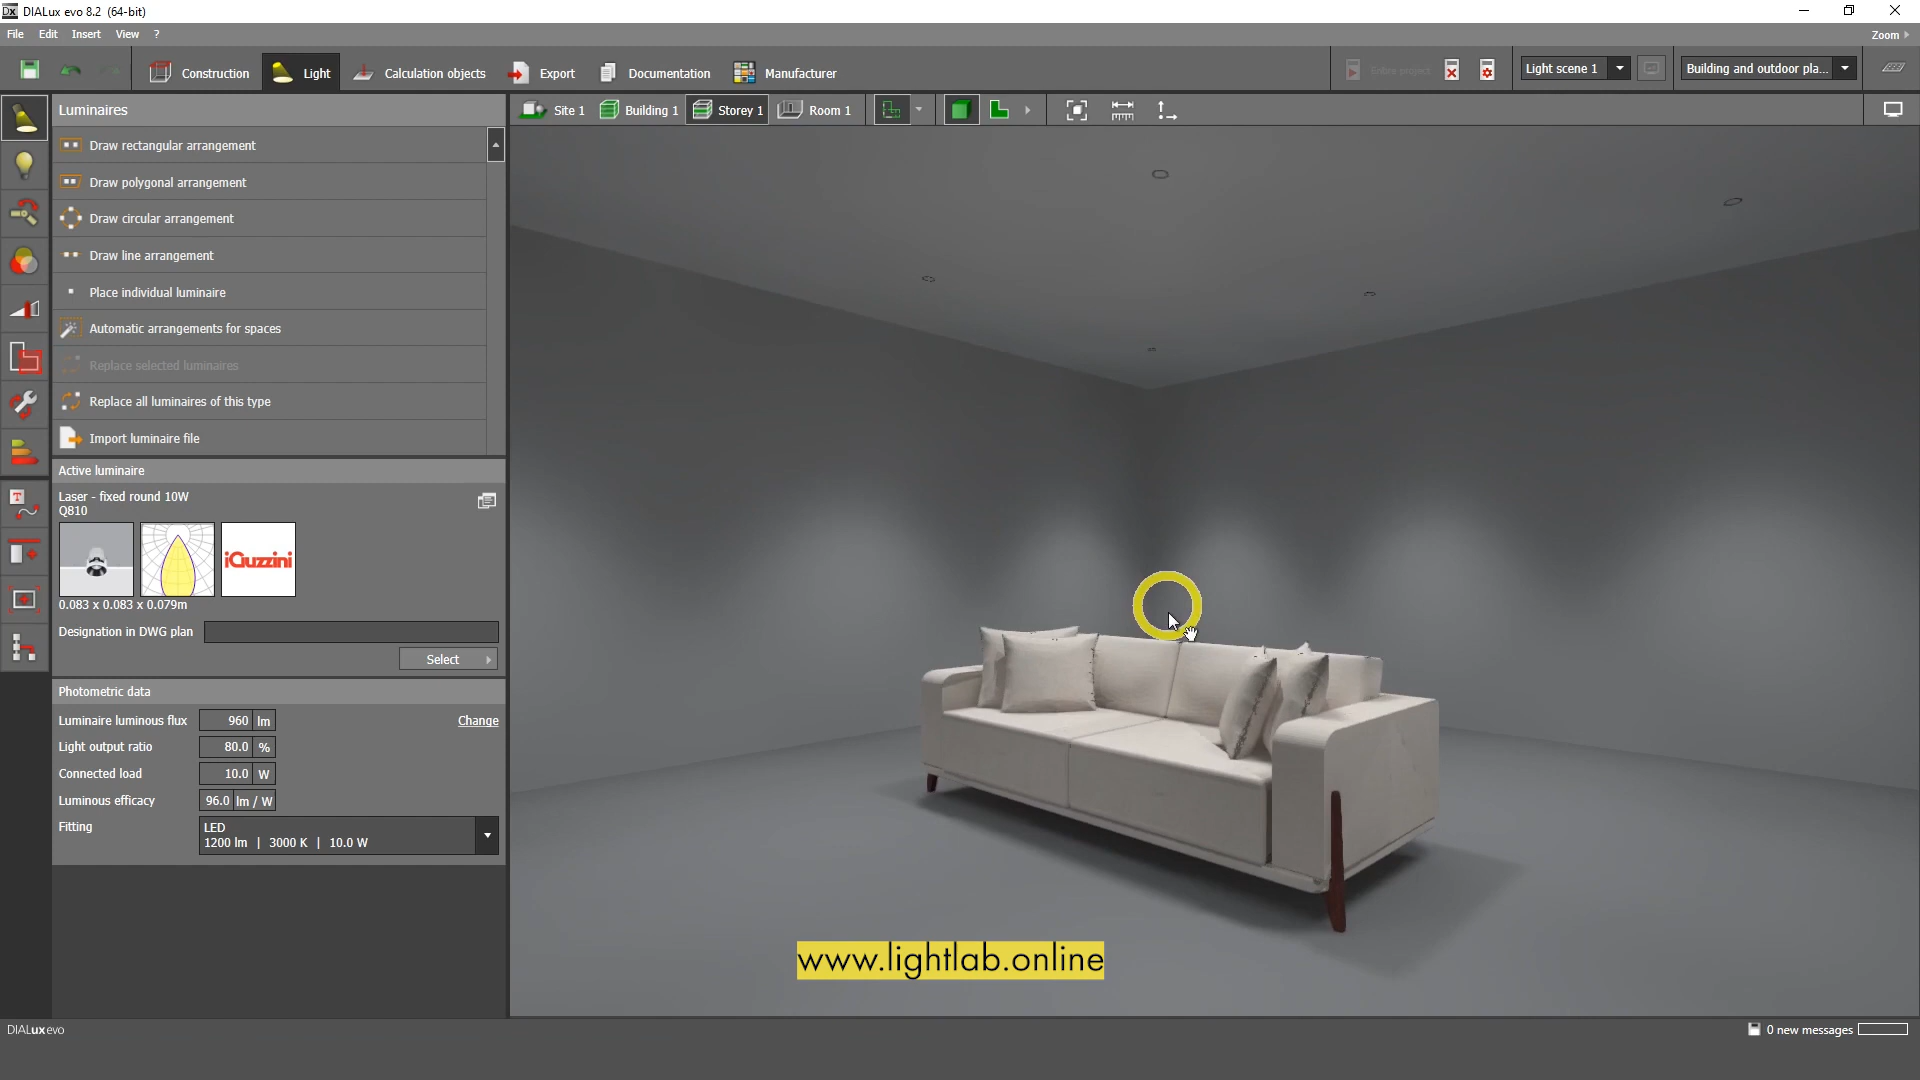 DIALux evo 8.2 (64-bit)
File Edit Insert View ?
Zoom
Construction Light Calculation objects Export Documentation Manufacturer
Entire project
Light scene 1
Building and outdoor pla...
Luminaires
Site 1 Building 1 Storey 1 Room 1
Draw rectangular arrangement
Draw polygonal arrangement
Draw circular arrangement
Draw line arrangement
Place individual luminaire
Automatic arrangements for spaces
Replace selected luminaires
Replace all luminaires of this type
Import luminaire file
Active luminaire
Laser - fixed round 10W
Q810
iGuzzini
0.083 x 0.083 x 0.079m
Designation in DWG plan
Select
Photometric data
Luminaire luminous flux 960 lm Change
Light output ratio 80.0 %
Connected load 10.0 W
Luminous efficacy 96.0 lm / W
Fitting LED
1200 lm | 3000 K | 10.0 W
www.lightlab.online
DIALux evo
0 new messages